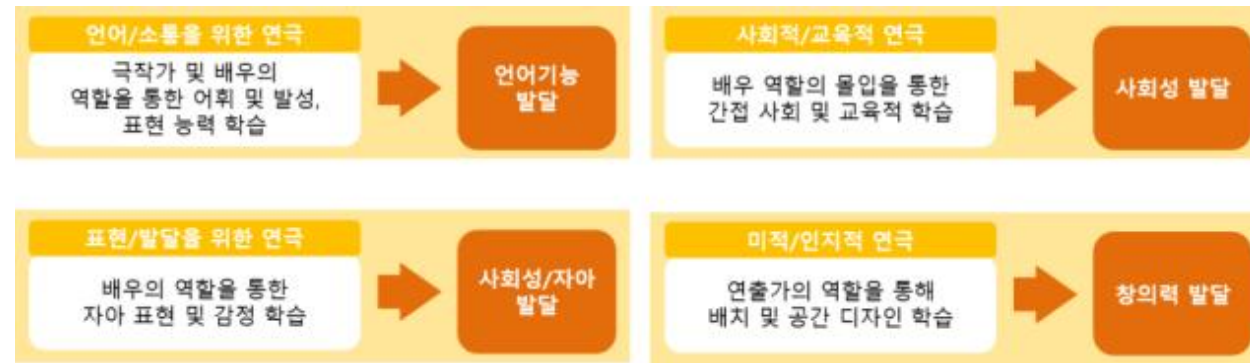 언어/소통을 위한 연극
극작가 및 배우의
역할을 통한 어휘 및 발성,
표현 능력 학습
언어기능
발달
사회적/교육적 연극
배우 역할의 몰입을 통한
간접 사회 및 교육적 학습
사회성 발달
표현/발달을 위한 연극
배우의 역할을 통한
자아 표현 및 감정 학습
사회성/자아
발달
미적/인지적 연극
연출가의 역할을 통해
배치 및 공간 디자인 학습
창의력 발달